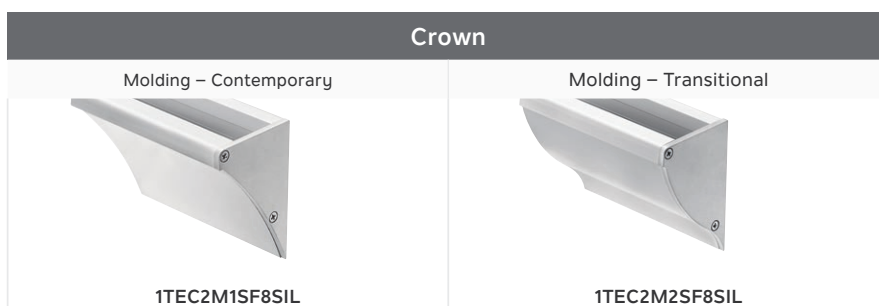 Crown
Molding – Contemporary
Molding – Transitional
1TEC2M1SF8SIL
1TEC2M2SF8SIL